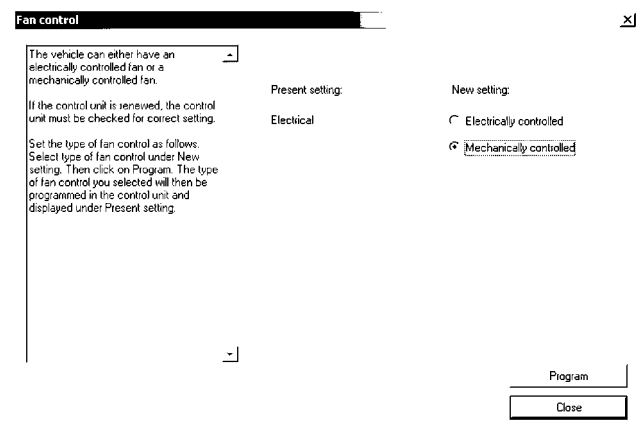 Fan control
The vehicle can either have an
electrically controlled fan or a
mechanically controlled fan.
If the control unit is renewed, the control
unit must be checked for correct setting.
Set the type of fan control as follows.
Select type of fan control under New
setting. Then click on Program. The type
of fan control you selected will then be
programmed in the control unit and
displayed under Present setting.
Present setting:
Electrical
New setting:
Electrically controlled
Mechanically controlled
Program
Close